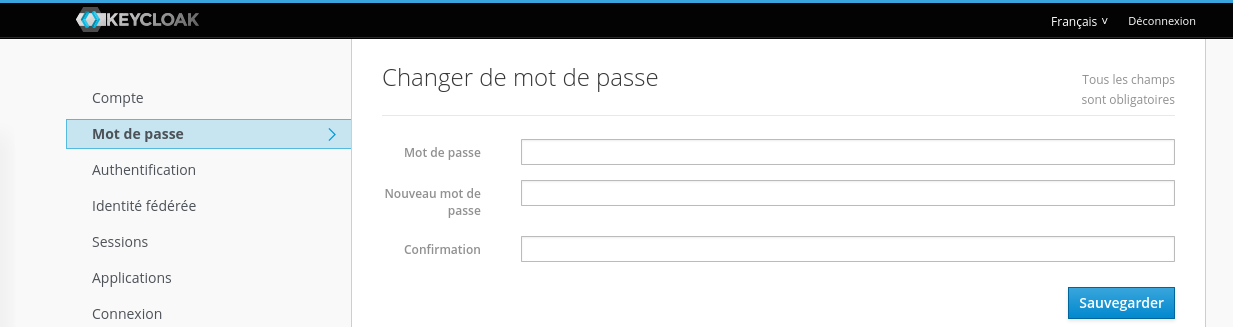 KEYCLOAK
Français v
Déconnexion
Compte
Mot de passe
Authentification
Identité fédérée
Sessions
Applications
Connexion
Changer de mot de passe
Tous les champs
sont obligatoires
Mot de passe
Nouveau mot de
passe
Confirmation
Sauvegarder